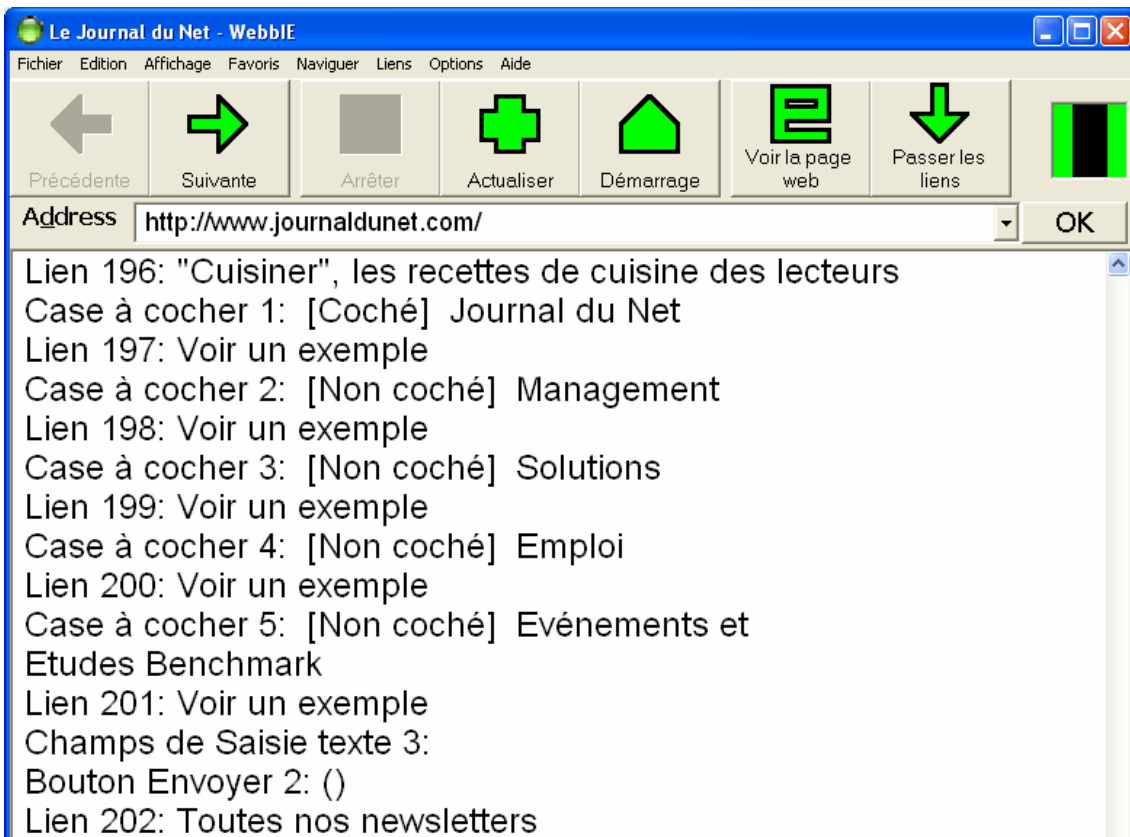 Le Journal du Net - WebbIE
Fichier Edition Affichage Favoris Naviguer Liens Options Aide
Précédente Suivante Arrêter Actualiser Démarrage Voir la page web Passer les liens
Address http://www.journaldunet.com/ OK
Lien 196: "Cuisiner", les recettes de cuisine des lecteurs
Case à cocher 1: [Coché] Journal du Net
Lien 197: Voir un exemple
Case à cocher 2: [Non coché] Management
Lien 198: Voir un exemple
Case à cocher 3: [Non coché] Solutions
Lien 199: Voir un exemple
Case à cocher 4: [Non coché] Emploi
Lien 200: Voir un exemple
Case à cocher 5: [Non coché] Evénements et
Etudes Benchmark
Lien 201: Voir un exemple
Champs de Saisie texte 3:
Bouton Envoyer 2: ()
Lien 202: Toutes nos newsletters